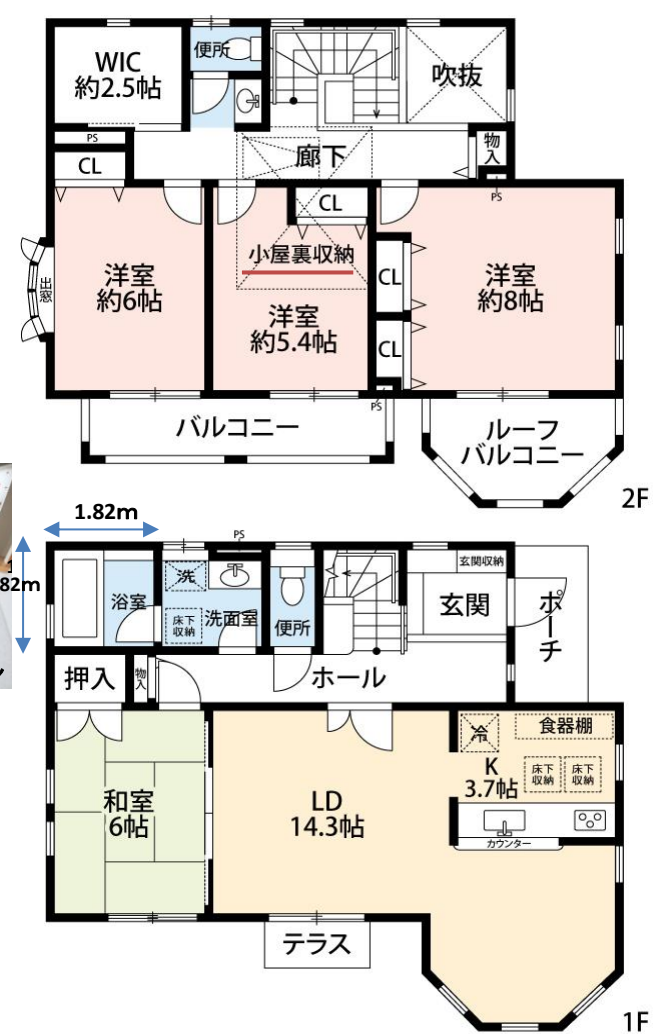 WIC
約2.5帖
便所
吹抜
PS
CL
廊下
物入
PS
CL
小屋裏収納
洋室
約6帖
出窓
洋室
約5.4帖
CL
CL
洋室
約8帖
PS
バルコニー
ルーフ
バルコニー
2F
1.82m
82m
PS
浴室
洗
洗面室
床下
収納
便所
玄関収納
玄関
ポーチ
押入
物入
ホール
和室
6帖
LD
14.3帖
冷
食器棚
K
3.7帖
床下
収納
床下
収納
カウンター
テラス
1F